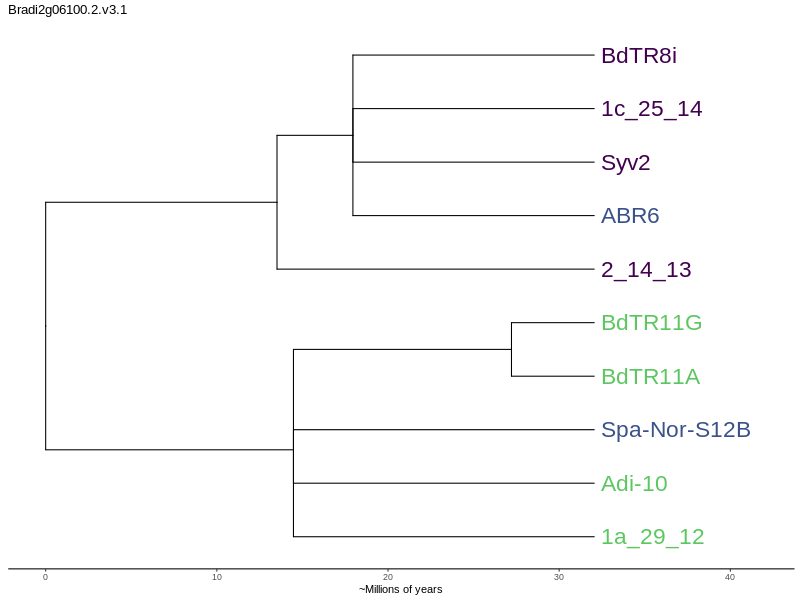 Bradi2g06100.2.v3.1
BdTR8i
1c_25_14
Syv2
ABR6
2_14_13
BdTR11G
BdTR11A
Spa-Nor-S12B
Adi-10
1a_29_12
0 10 20 30 40
~Millions of years